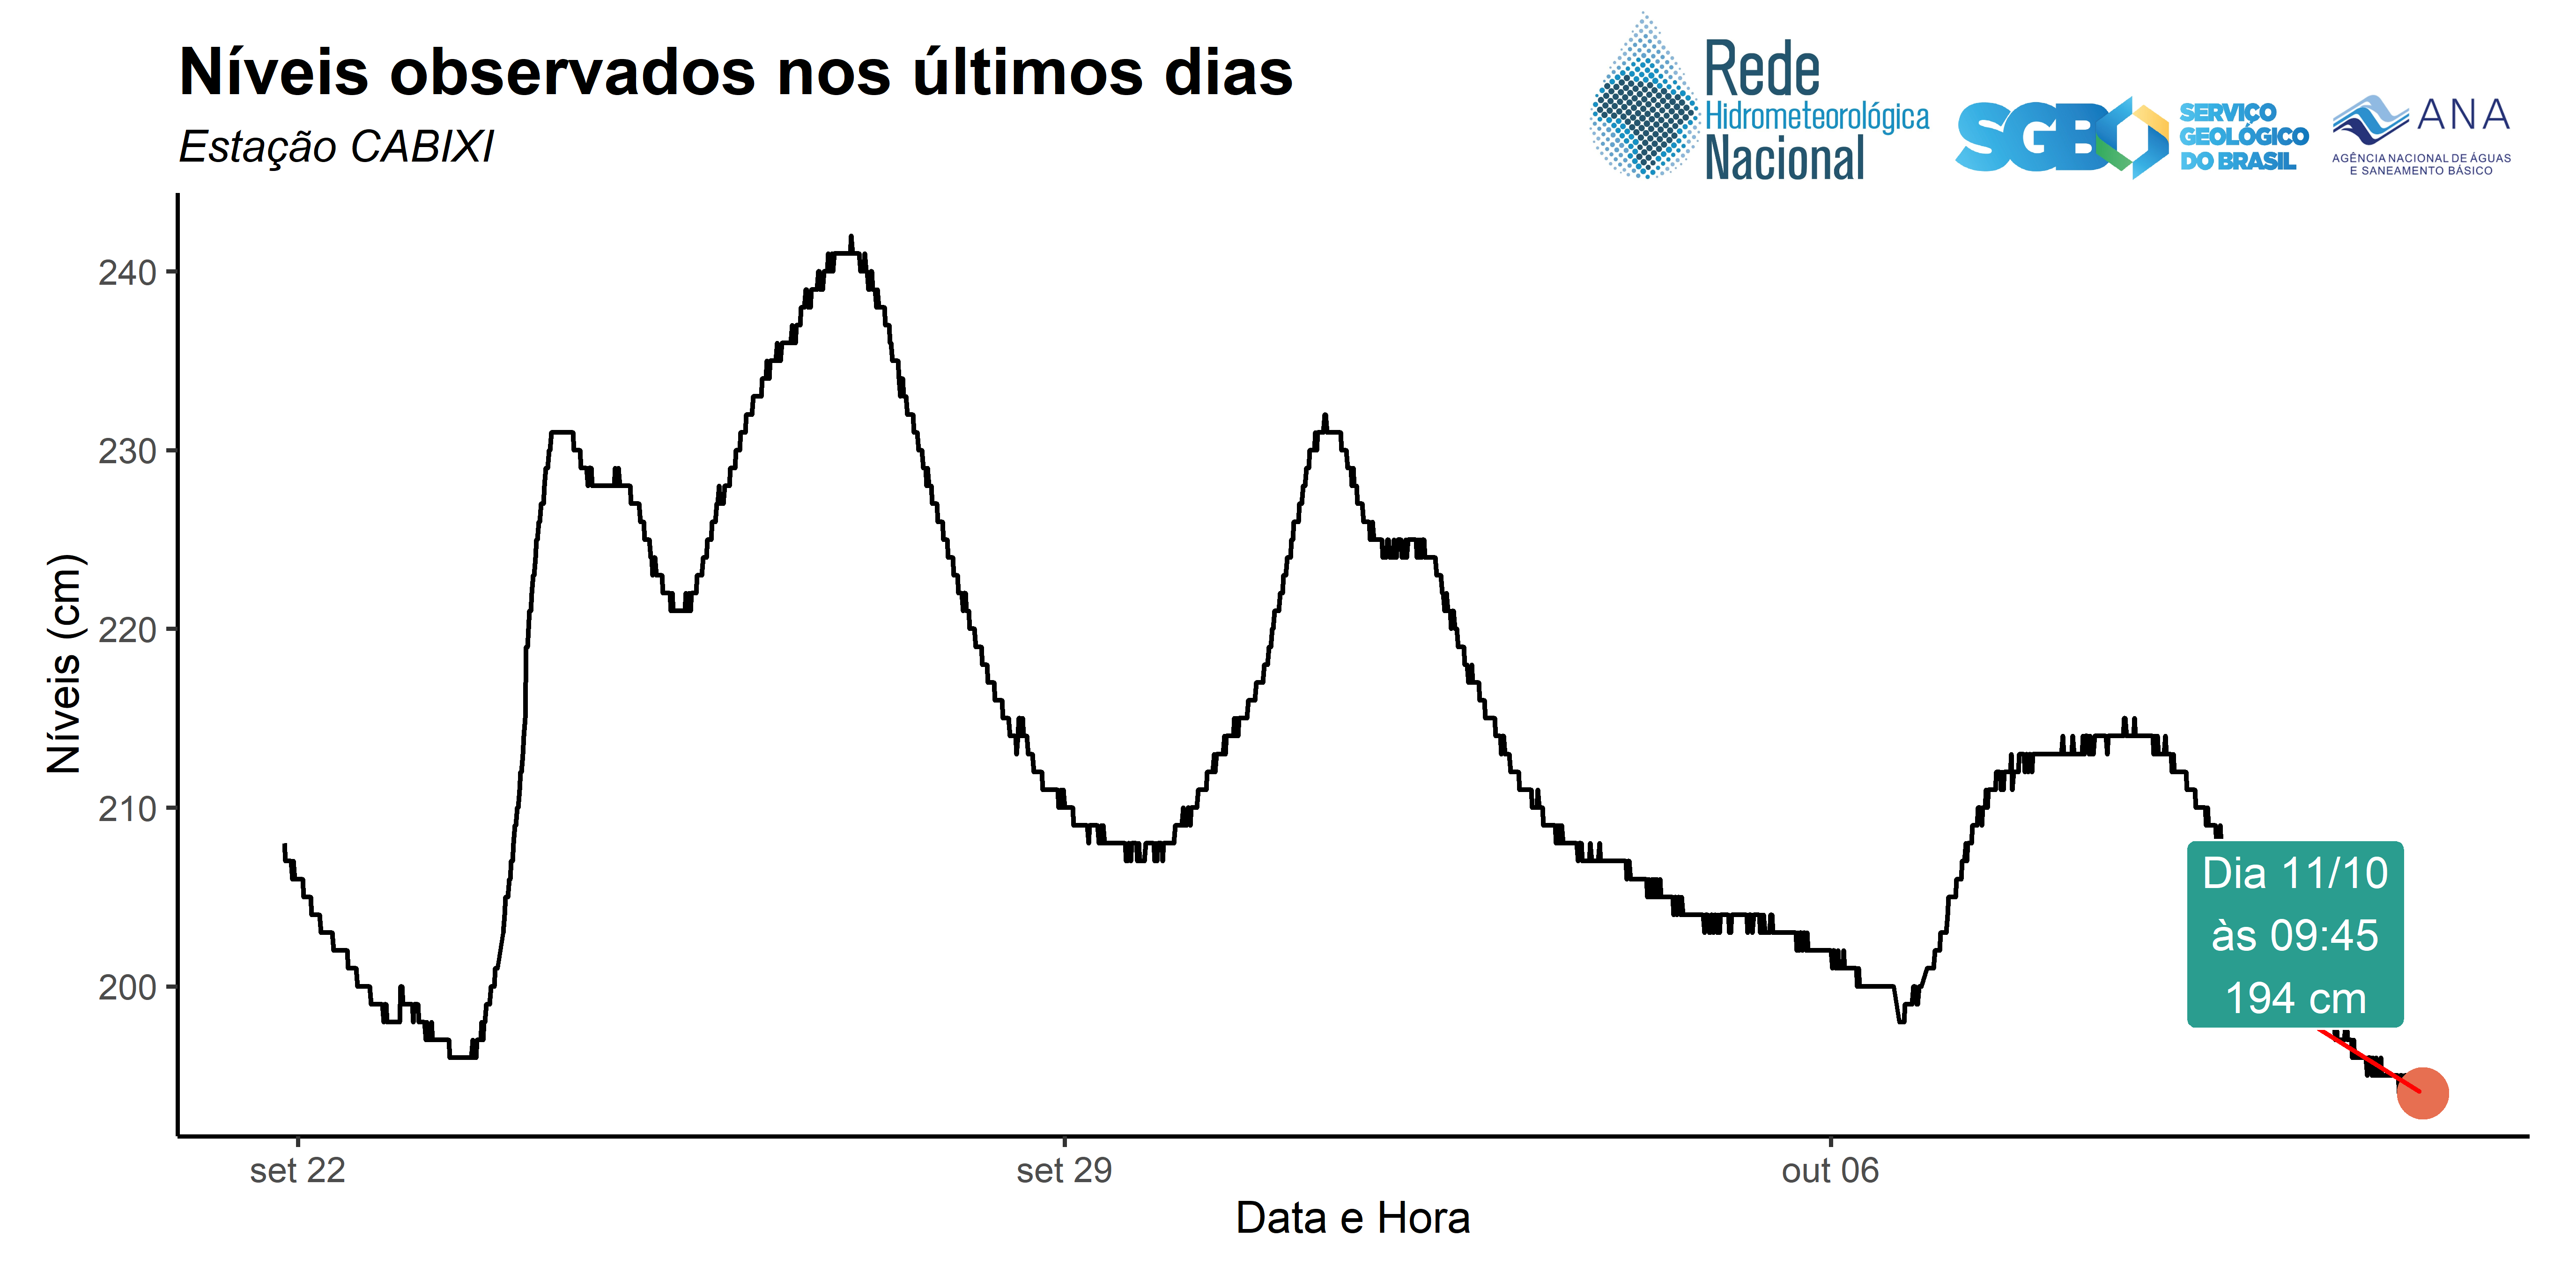 Níveis observados nos últimos dias
Estação CABIXI
Rede
Hidrometeorológica
Nacional
SGB
SERVIÇO
GEOLÓGICO
DO BRASIL
ANA
AGÊNCIA NACIONAL DE ÁGUAS
E SANEAMENTO BÁSICO
Níveis (cm)
240
230
220
210
200
Dia 11/10
às 09:45
194 cm
set 22
set 29
out 06
Data e Hora